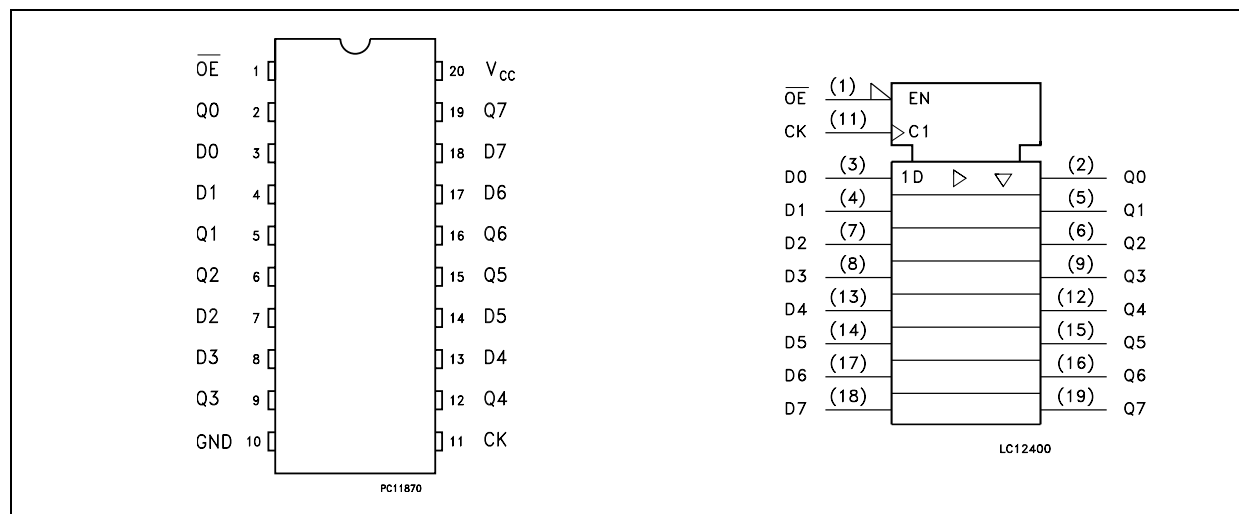 OE 1 20 VCC
Q0 2 19 Q7
D0 3 18 D7
D1 4 17 D6
Q1 5 16 Q6
Q2 6 15 Q5
D2 7 14 D5
D3 8 13 D4
Q3 9 12 Q4
GND 10 11 CK
PC11870
OE (1) EN
CK (11) C1
D0 (3) 1D (2) Q0
D1 (4) (5) Q1
D2 (7) (6) Q2
D3 (8) (9) Q3
D4 (13) (12) Q4
D5 (14) (15) Q5
D6 (17) (16) Q6
D7 (18) (19) Q7
LC12400